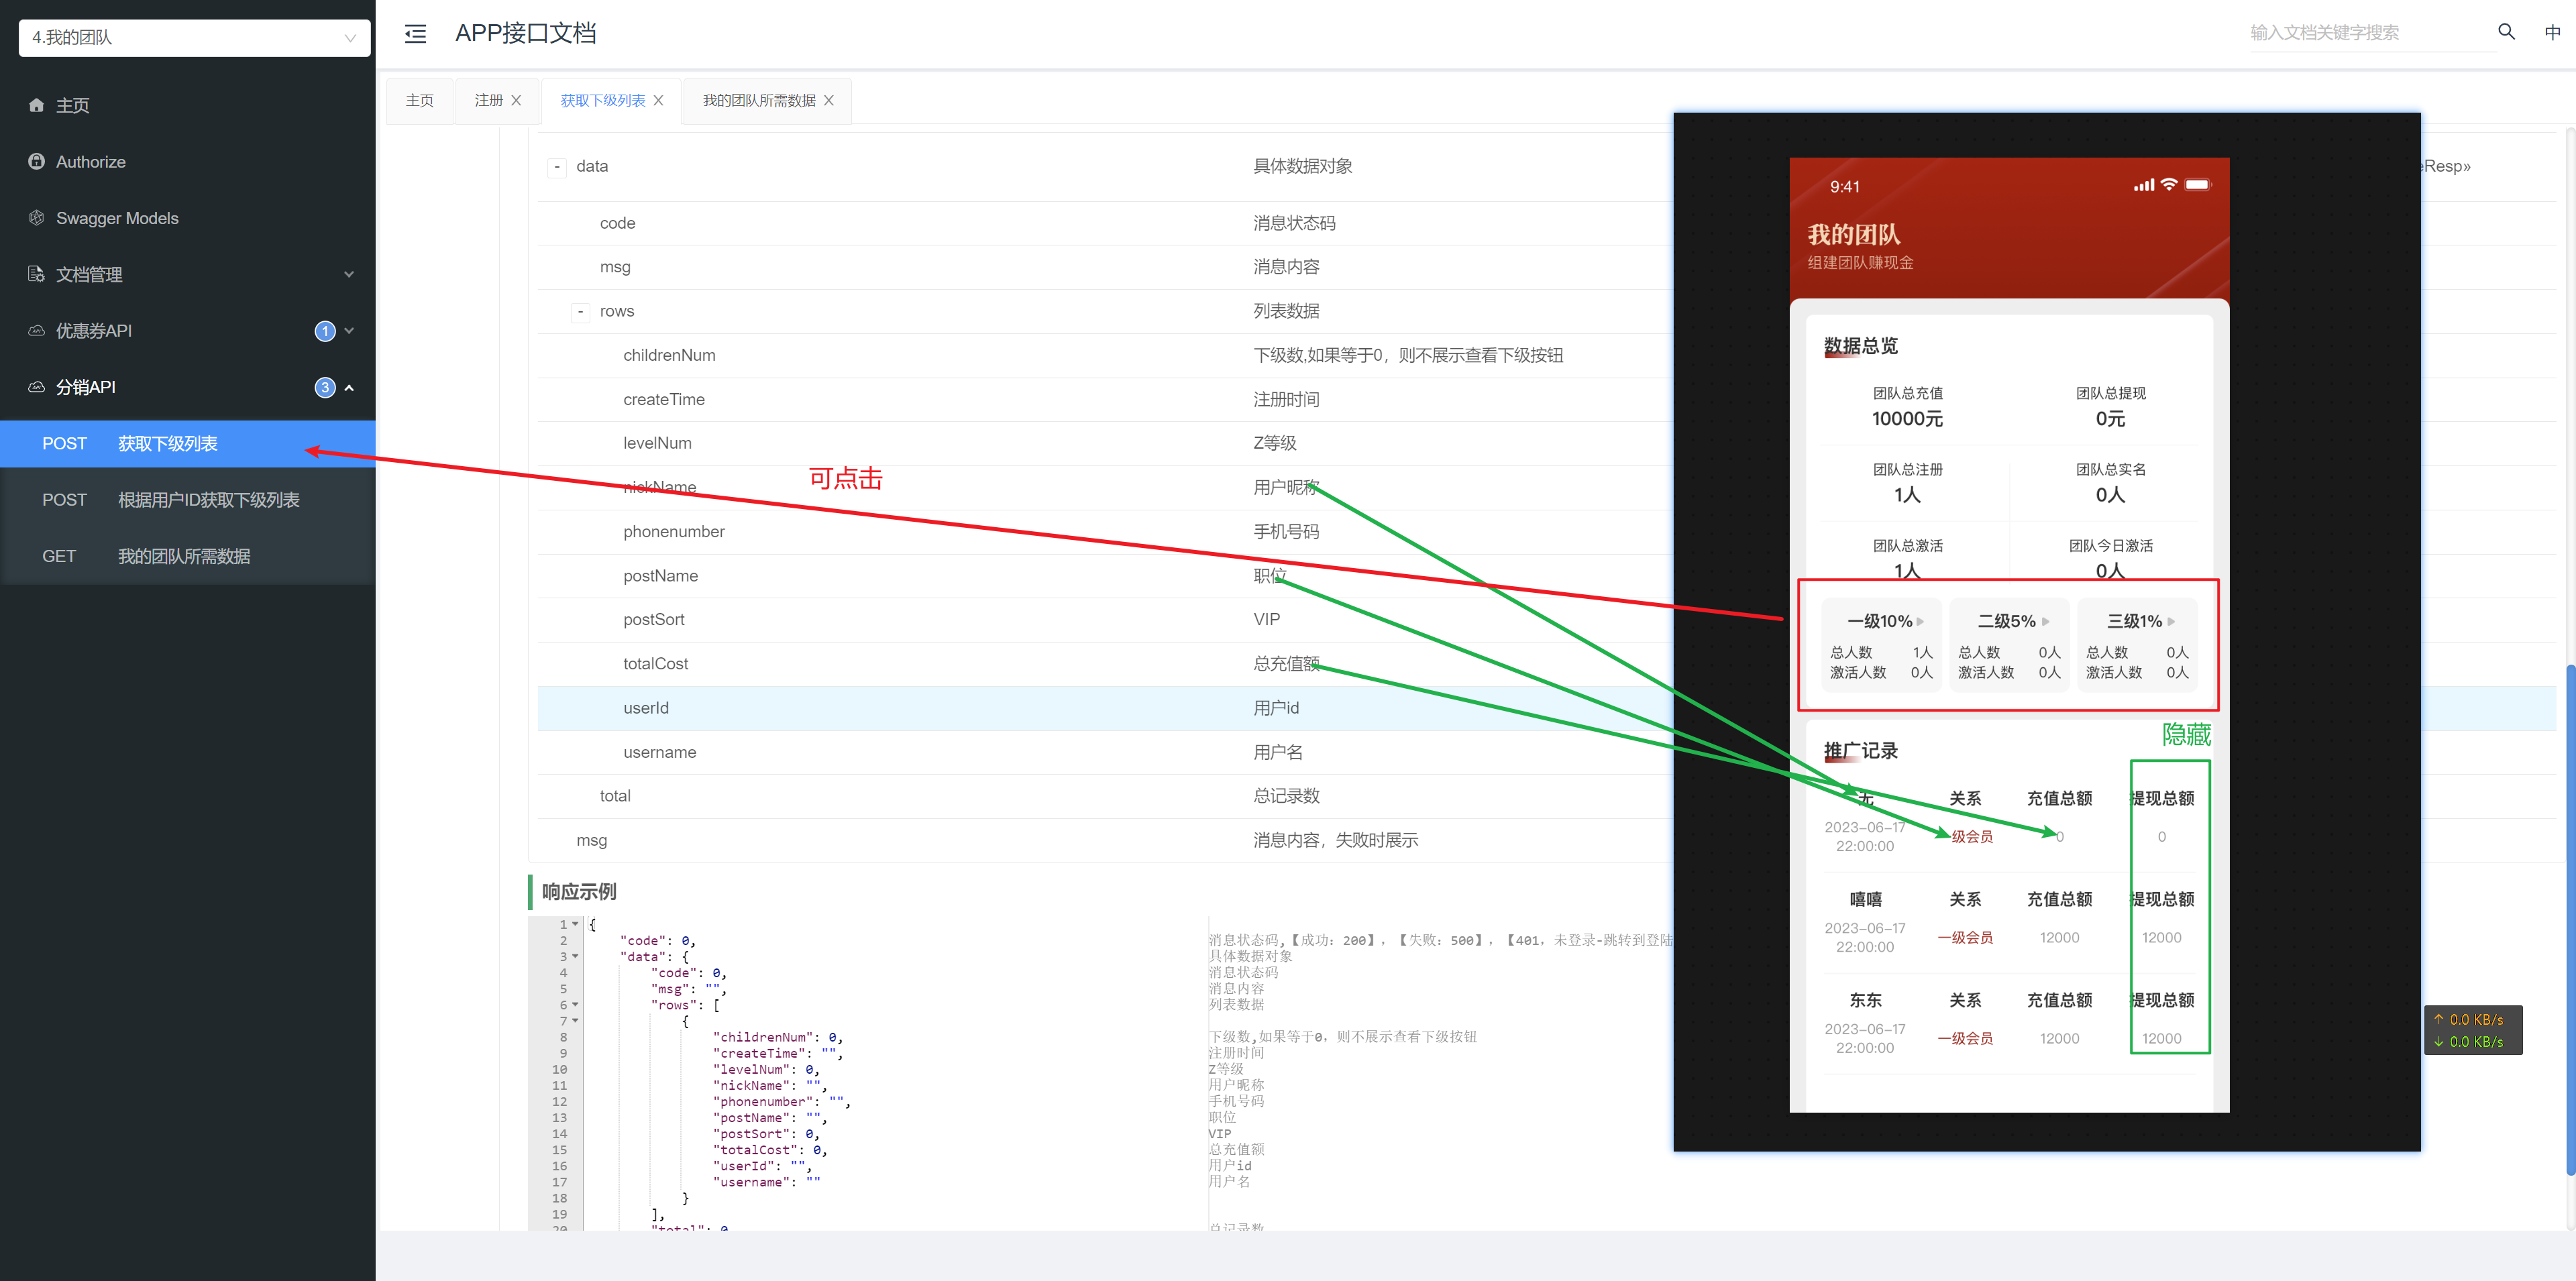 4.我的团队
主页
Authorize
Swagger Models
文档管理
优惠券API
1
分销API
3
POST 获取下级列表
POST 根据用户ID获取下级列表
GET 我的团队所需数据
APP接口文档
输入文档关键字搜索
中
主页
注册
获取下级列表
我的团队所需数据
- data 具体数据对象 eResp»
code 消息状态码
msg 消息内容
- rows 列表数据
childrenNum 下级数,如果等于0，则不展示查看下级按钮
createTime 注册时间
levelNum Z等级
可点击
nickName 用户昵称
phonenumber 手机号码
postName 职位
postSort VIP
totalCost 总充值额
userId 用户id
username 用户名
total 总记录数
msg 消息内容，失败时展示
响应示例
1 {
2 "code": 0, 消息状态码,【成功: 200】,【失败: 500】,【401, 未登录-跳转到登陆
3 "data": { 具体数据对象
4 "code": 0, 消息状态码
5 "msg": "", 消息内容
6 "rows": [ 列表数据
7 {
8 "childrenNum": 0, 下级数,如果等于0，则不展示查看下级按钮
9 "createTime": "", 注册时间
10 "levelNum": 0, Z等级
11 "nickName": "", 用户昵称
12 "phonenumber": "", 手机号码
13 "postName": "", 职位
14 "postSort": 0, VIP
15 "totalCost": 0, 总充值额
16 "userId": "", 用户id
17 "username": "" 用户名
18 }
19 ],
20 "total": 0 总记录数
9:41
我的团队
组建团队赚现金
数据总览
团队总充值 团队总提现
10000元 0元
团队总注册 团队总实名
1人 0人
团队总激活 团队今日激活
1人 0人
一级10% 二级5% 三级1%
总人数 1人 总人数 0人 总人数 0人
激活人数 0人 激活人数 0人 激活人数 0人
隐藏
推广记录
无 关系 充值总额 提现总额
2023-06-17
22:00:00
一级会员 0 0
嘻嘻 关系 充值总额 提现总额
2023-06-17
22:00:00
一级会员 12000 12000
东东 关系 充值总额 提现总额
2023-06-17
22:00:00
一级会员 12000 12000
↑ 0.0 KB/s
↓ 0.0 KB/s